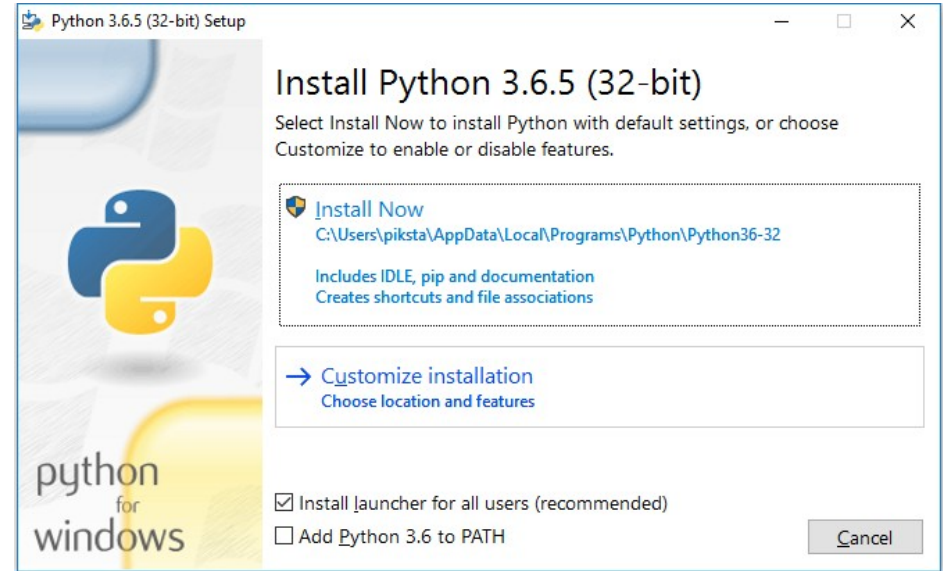 Python 3.6.5 (32-bit) Setup
Install Python 3.6.5 (32-bit)
Select Install Now to install Python with default settings, or choose
Customize to enable or disable features.
Install Now
C:\Users\piksta\AppData\Local\Programs\Python\Python36-32
Includes IDLE, pip and documentation
Creates shortcuts and file associations
Customize installation
Choose location and features
python
for
windows
Install launcher for all users (recommended)
Add Python 3.6 to PATH
Cancel